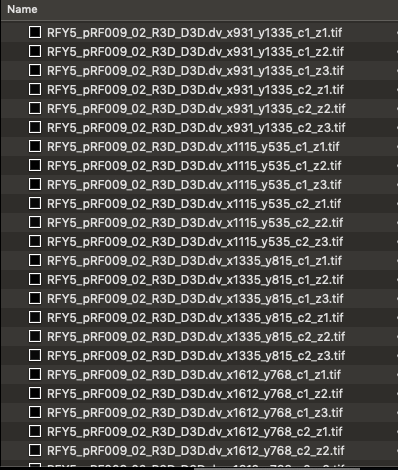 Name
RFY5_pRF009_02_R3D_D3D.dv_x931_y1335_c1_z1.tif
RFY5_pRF009_02_R3D_D3D.dv_x931_y1335_c1_z2.tif
RFY5_pRF009_02_R3D_D3D.dv_x931_y1335_c1_z3.tif
RFY5_pRF009_02_R3D_D3D.dv_x931_y1335_c2_z1.tif
RFY5_pRF009_02_R3D_D3D.dv_x931_y1335_c2_z2.tif
RFY5_pRF009_02_R3D_D3D.dv_x931_y1335_c2_z3.tif
RFY5_pRF009_02_R3D_D3D.dv_x1115_y535_c1_z1.tif
RFY5_pRF009_02_R3D_D3D.dv_x1115_y535_c1_z2.tif
RFY5_pRF009_02_R3D_D3D.dv_x1115_y535_c1_z3.tif
RFY5_pRF009_02_R3D_D3D.dv_x1115_y535_c2_z1.tif
RFY5_pRF009_02_R3D_D3D.dv_x1115_y535_c2_z2.tif
RFY5_pRF009_02_R3D_D3D.dv_x1115_y535_c2_z3.tif
RFY5_pRF009_02_R3D_D3D.dv_x1335_y815_c1_z1.tif
RFY5_pRF009_02_R3D_D3D.dv_x1335_y815_c1_z2.tif
RFY5_pRF009_02_R3D_D3D.dv_x1335_y815_c1_z3.tif
RFY5_pRF009_02_R3D_D3D.dv_x1335_y815_c2_z1.tif
RFY5_pRF009_02_R3D_D3D.dv_x1335_y815_c2_z2.tif
RFY5_pRF009_02_R3D_D3D.dv_x1335_y815_c2_z3.tif
RFY5_pRF009_02_R3D_D3D.dv_x1612_y768_c1_z1.tif
RFY5_pRF009_02_R3D_D3D.dv_x1612_y768_c1_z2.tif
RFY5_pRF009_02_R3D_D3D.dv_x1612_y768_c1_z3.tif
RFY5_pRF009_02_R3D_D3D.dv_x1612_y768_c2_z1.tif
RFY5_pRF009_02_R3D_D3D.dv_x1612_y768_c2_z2.tif